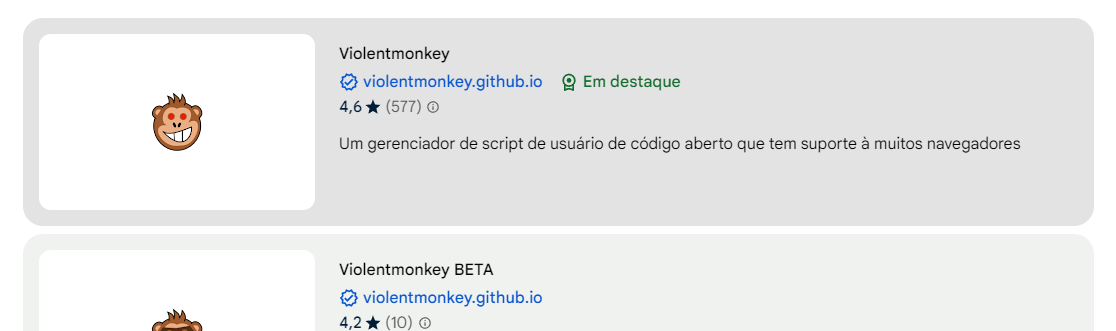 Violentmonkey
violentmonkey.github.io Em destaque
4,6 ★ (577)
Um gerenciador de script de usuário de código aberto que tem suporte à muitos navegadores
Violentmonkey BETA
violentmonkey.github.io
4,2 ★ (10)